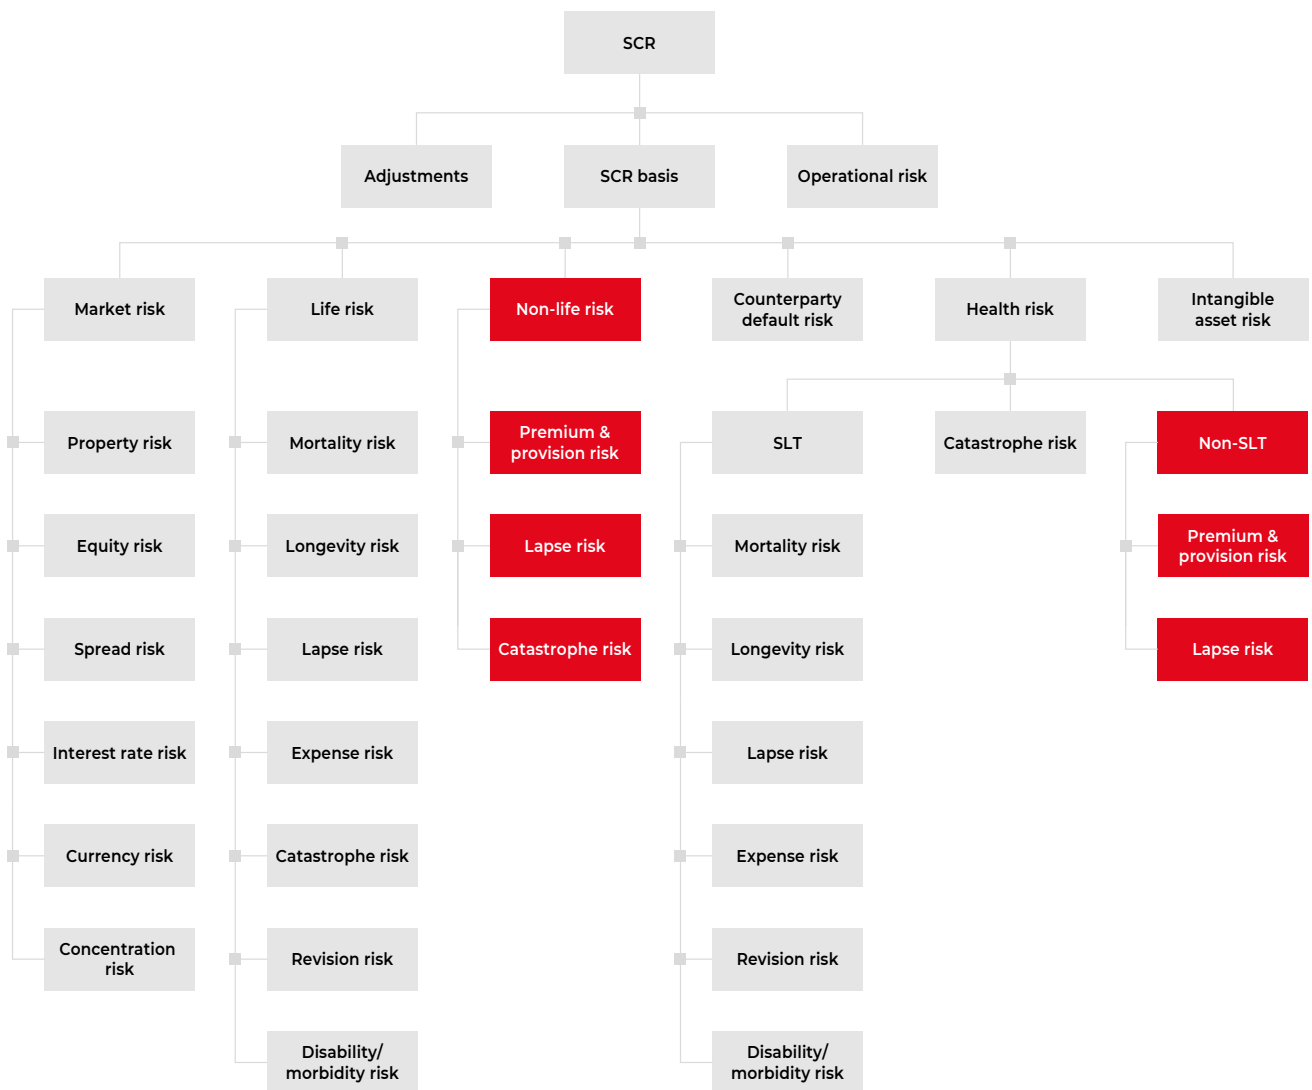 SCR
Adjustments
SCR basis
Operational risk
Market risk
Life risk
Non-life risk
Counterparty
default risk
Health risk
Intangible
asset risk
Property risk
Mortality risk
Premium &
provision risk
SLT
Catastrophe risk
Non-SLT
Equity risk
Longevity risk
Lapse risk
Mortality risk
Premium &
provision risk
Spread risk
Lapse risk
Catastrophe risk
Longevity risk
Lapse risk
Interest rate risk
Expense risk
Lapse risk
Currency risk
Catastrophe risk
Expense risk
Concentration
risk
Revision risk
Revision risk
Disability/
morbidity risk
Disability/
morbidity risk